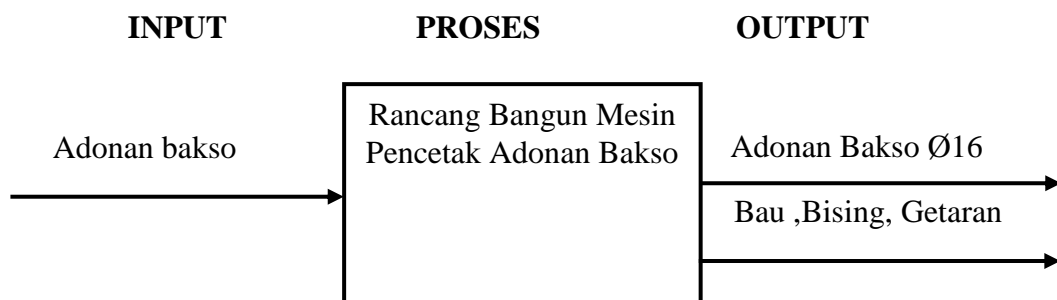 INPUT PROSES OUTPUT
Rancang Bangun Mesin
Pencetak Adonan Bakso
Adonan bakso
Adonan Bakso Ø16
Bau ,Bising, Getaran